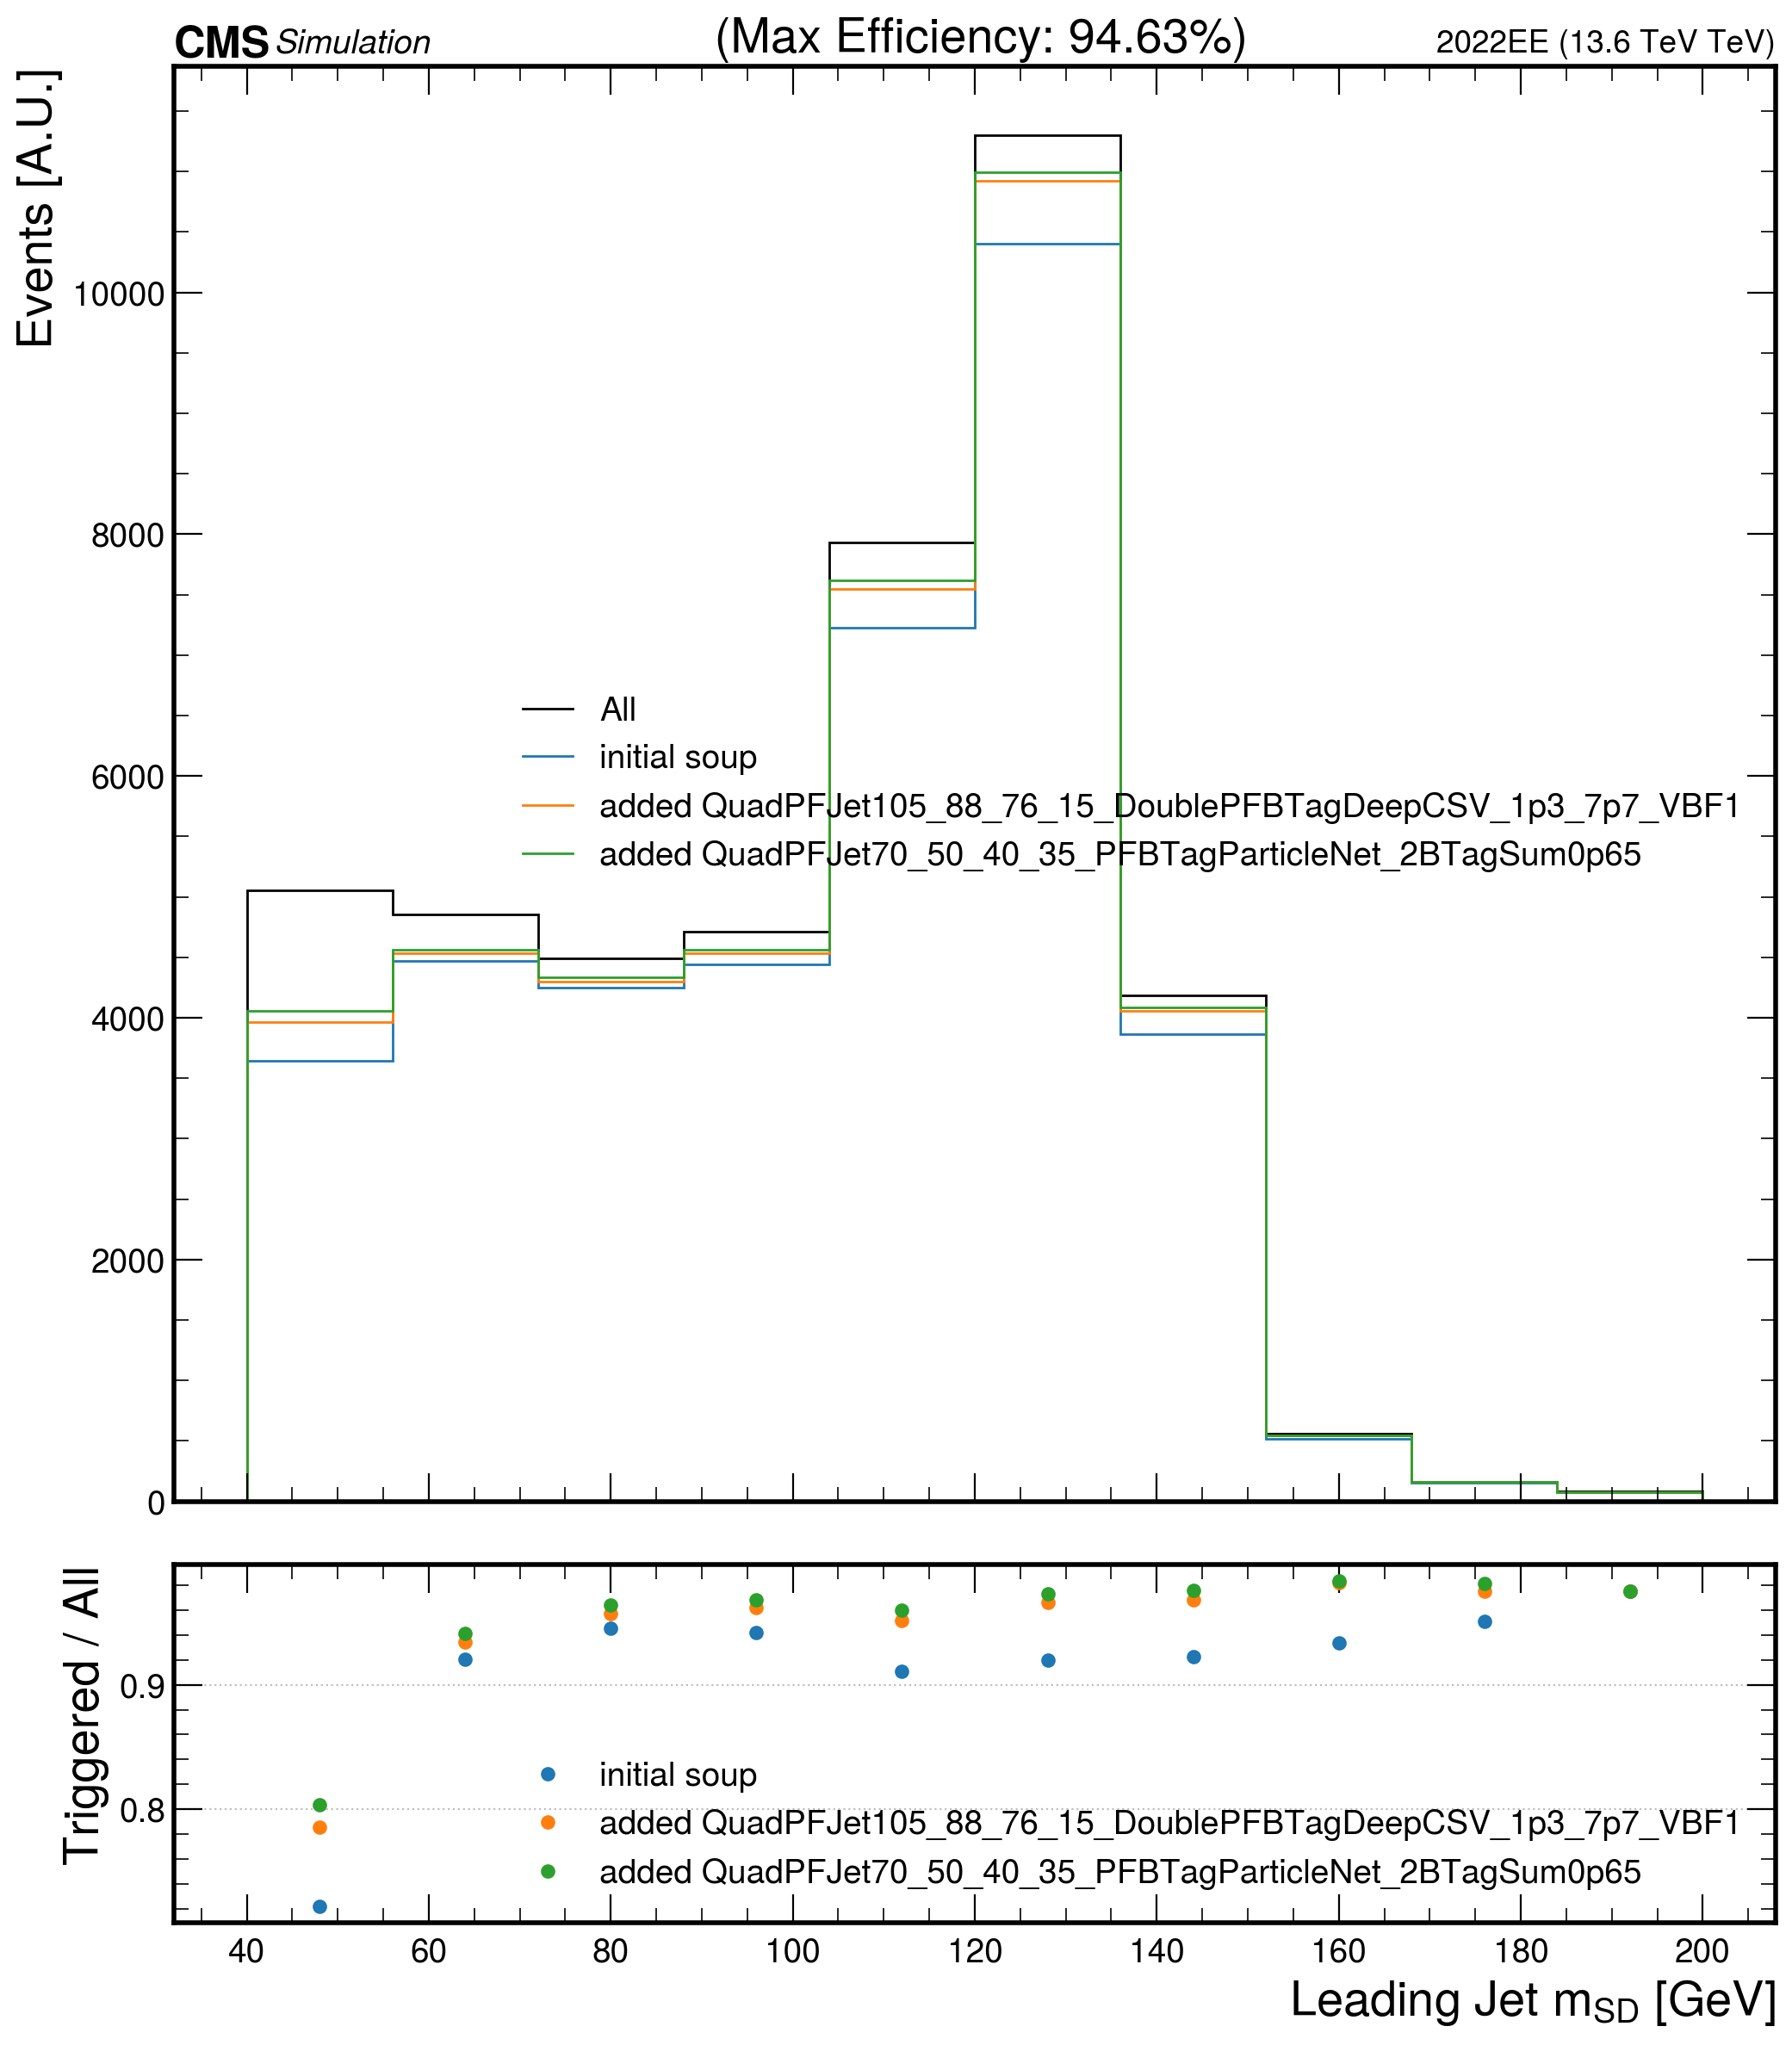 CMS Simulation (Max Efficiency: 94.63%) 2022EE (13.6 TeV TeV)
Events [A.U.]
10000
8000
6000
4000
2000
0
All
initial soup
added QuadPFJet105_88_76_15_DoublePFBTagDeepCSV_1p3_7p7_VBF1
added QuadPFJet70_50_40_35_PFBTagParticleNet_2BTagSum0p65
Triggered / All
0.9
0.8
initial soup
added QuadPFJet105_88_76_15_DoublePFBTagDeepCSV_1p3_7p7_VBF1
added QuadPFJet70_50_40_35_PFBTagParticleNet_2BTagSum0p65
40 60 80 100 120 140 160 180 200
Leading Jet mSD [GeV]